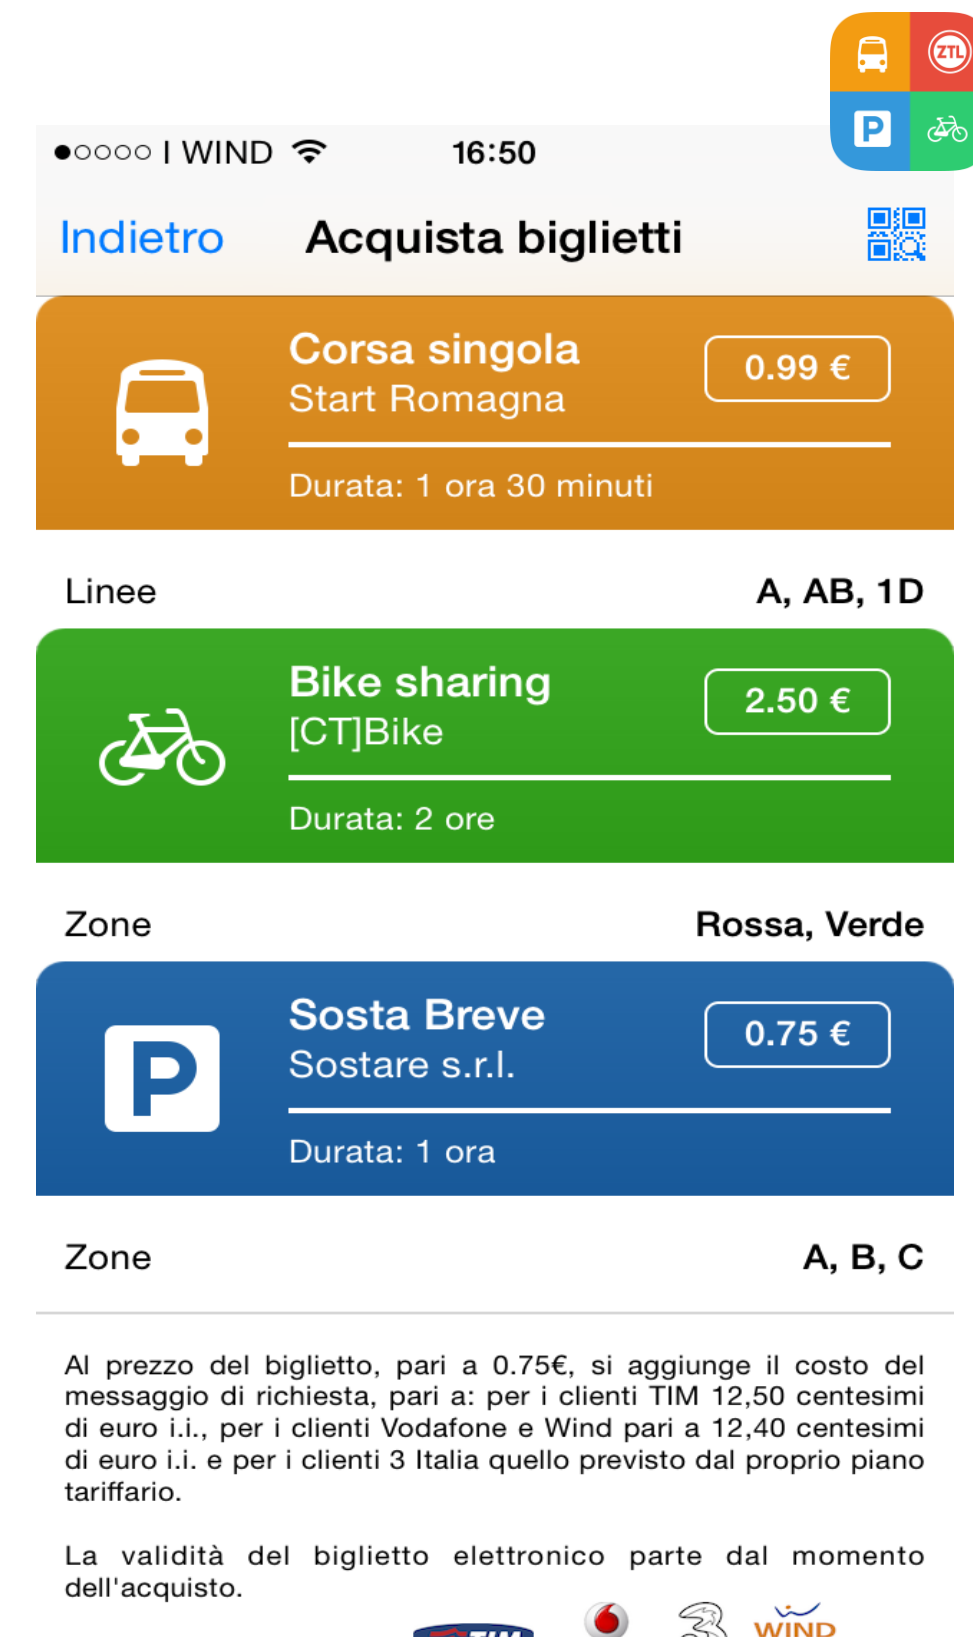 ZTL
P
I WIND 16:50
Indietro Acquista biglietti
Corsa singola
0.99 €
Start Romagna
Durata: 1 ora 30 minuti
Linee A, AB, 1D
Bike sharing
2.50 €
[CT]Bike
Durata: 2 ore
Zone Rossa, Verde
P
Sosta Breve
0.75 €
Sostare s.r.l.
Durata: 1 ora
Zone A, B, C
Al prezzo del biglietto, pari a 0.75€, si aggiunge il costo del
messaggio di richiesta, pari a: per i clienti TIM 12,50 centesimi
di euro i.i., per i clienti Vodafone e Wind pari a 12,40 centesimi
di euro i.i. e per i clienti 3 Italia quello previsto dal proprio piano
tariffario.
La validità del biglietto elettronico parte dal momento
dell'acquisto.
TIM 3 WIND